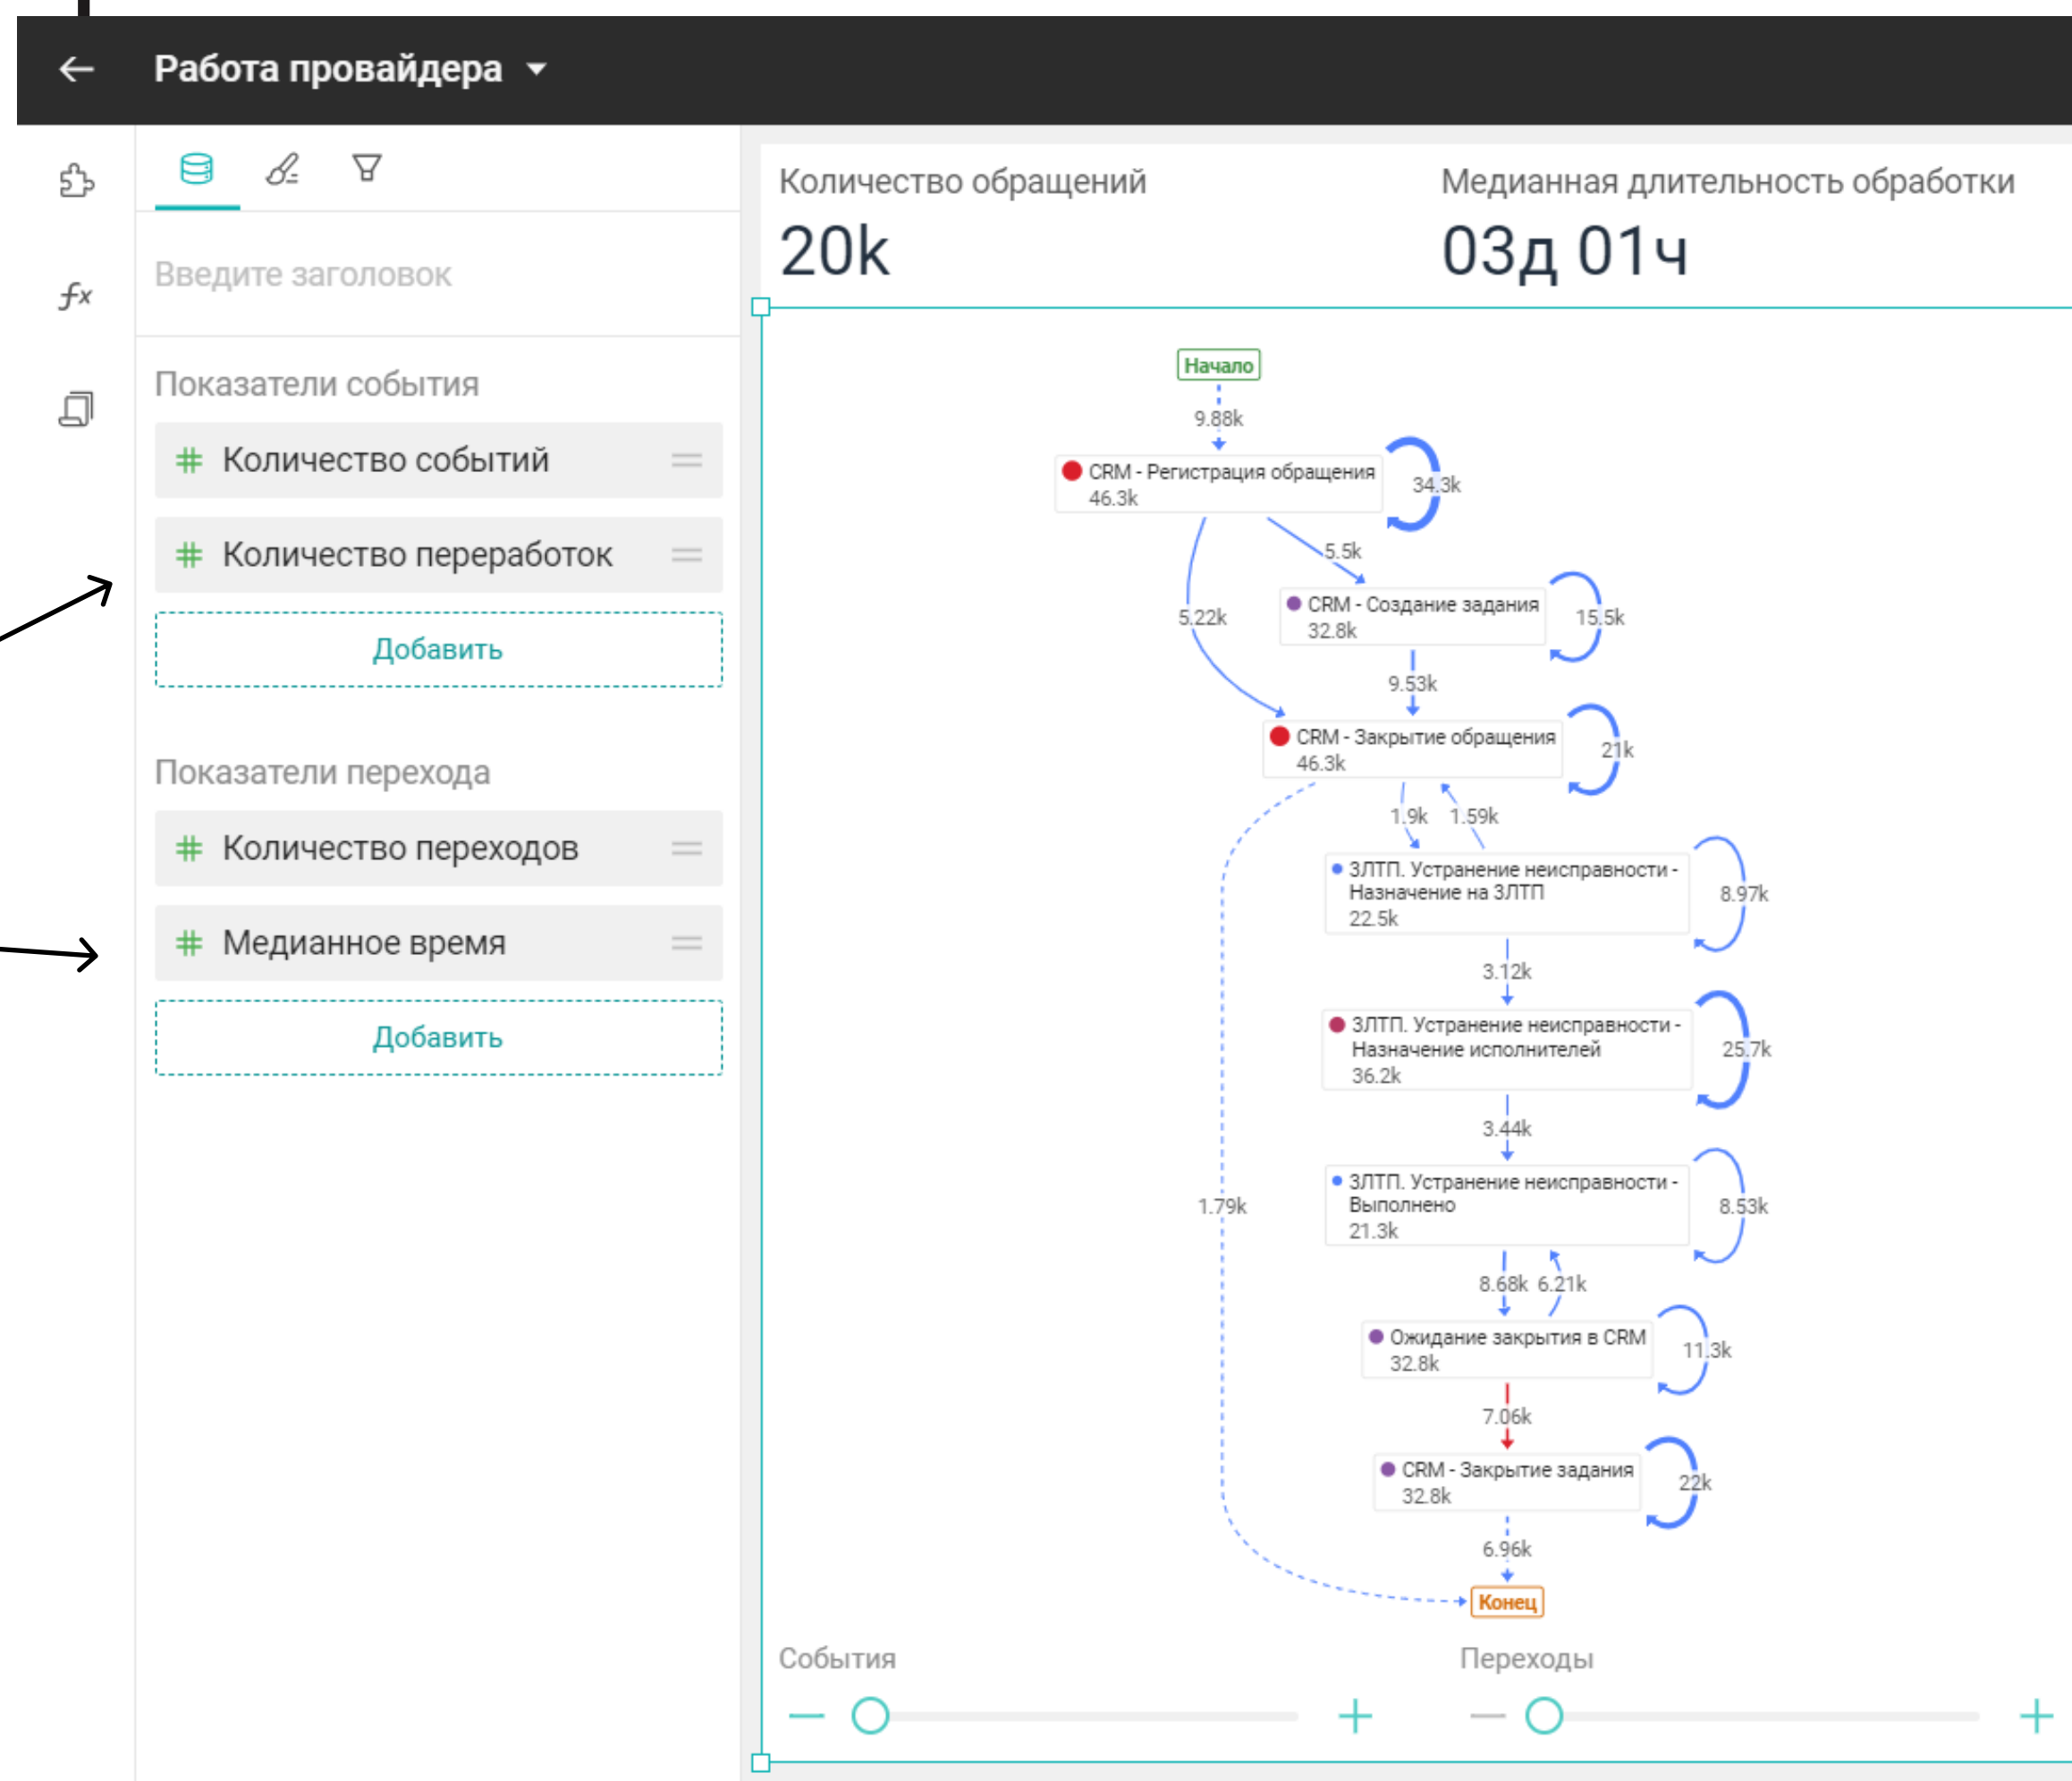 Работа провайдера
Введите заголовок
Показатели события
Количество событий
Количество переработок
Добавить
Показатели перехода
Количество переходов
Медианное время
Добавить
Количество обращений
20k
Медианная длительность обработки
03д 01ч
Начало
9.88k
CRM - Регистрация обращения
46.3k
34.3k
5.5k
5.22k
CRM - Создание задания
32.8k
15.5k
9.53k
CRM - Закрытие обращения
46.3k
21k
1.9k
1.59k
ЗЛТП. Устранение неисправности -
Назначение на ЗЛТП
22.5k
8.97k
3.12k
ЗЛТП. Устранение неисправности -
Назначение исполнителей
36.2k
25.7k
3.44k
ЗЛТП. Устранение неисправности -
Выполнено
21.3k
8.53k
1.79k
8.68k
6.21k
Ожидание закрытия в CRM
32.8k
11.3k
7.06k
CRM - Закрытие задания
32.8k
22k
6.96k
Конец
События
Переходы